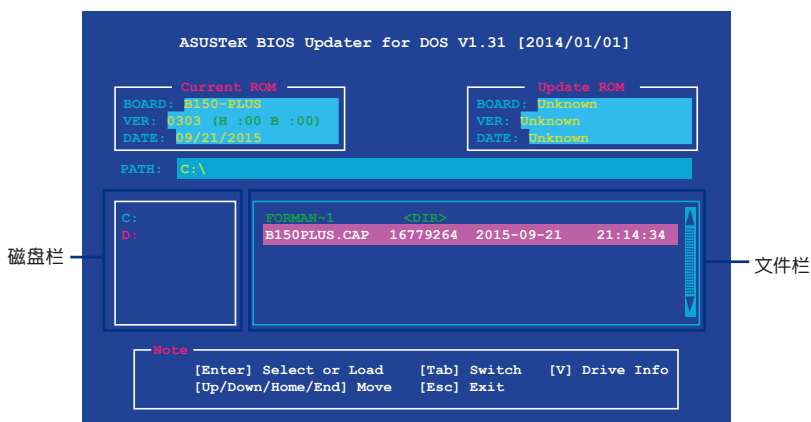 ASUSTeK BIOS Updater for DOS V1.31 [2014/01/01]
Current ROM
BOARD: B150-PLUS
VER: 0303 (H :00 B :00)
DATE: 09/21/2015
Update ROM
BOARD: Unknown
VER: Unknown
DATE: Unknown
PATH: C:\
磁盘栏
C:
D:
FORMAN~1 <DIR>
B150PLUS.CAP 16779264 2015-09-21 21:14:34
文件栏
Note
[Enter] Select or Load [Tab] Switch [V] Drive Info
[Up/Down/Home/End] Move [Esc] Exit